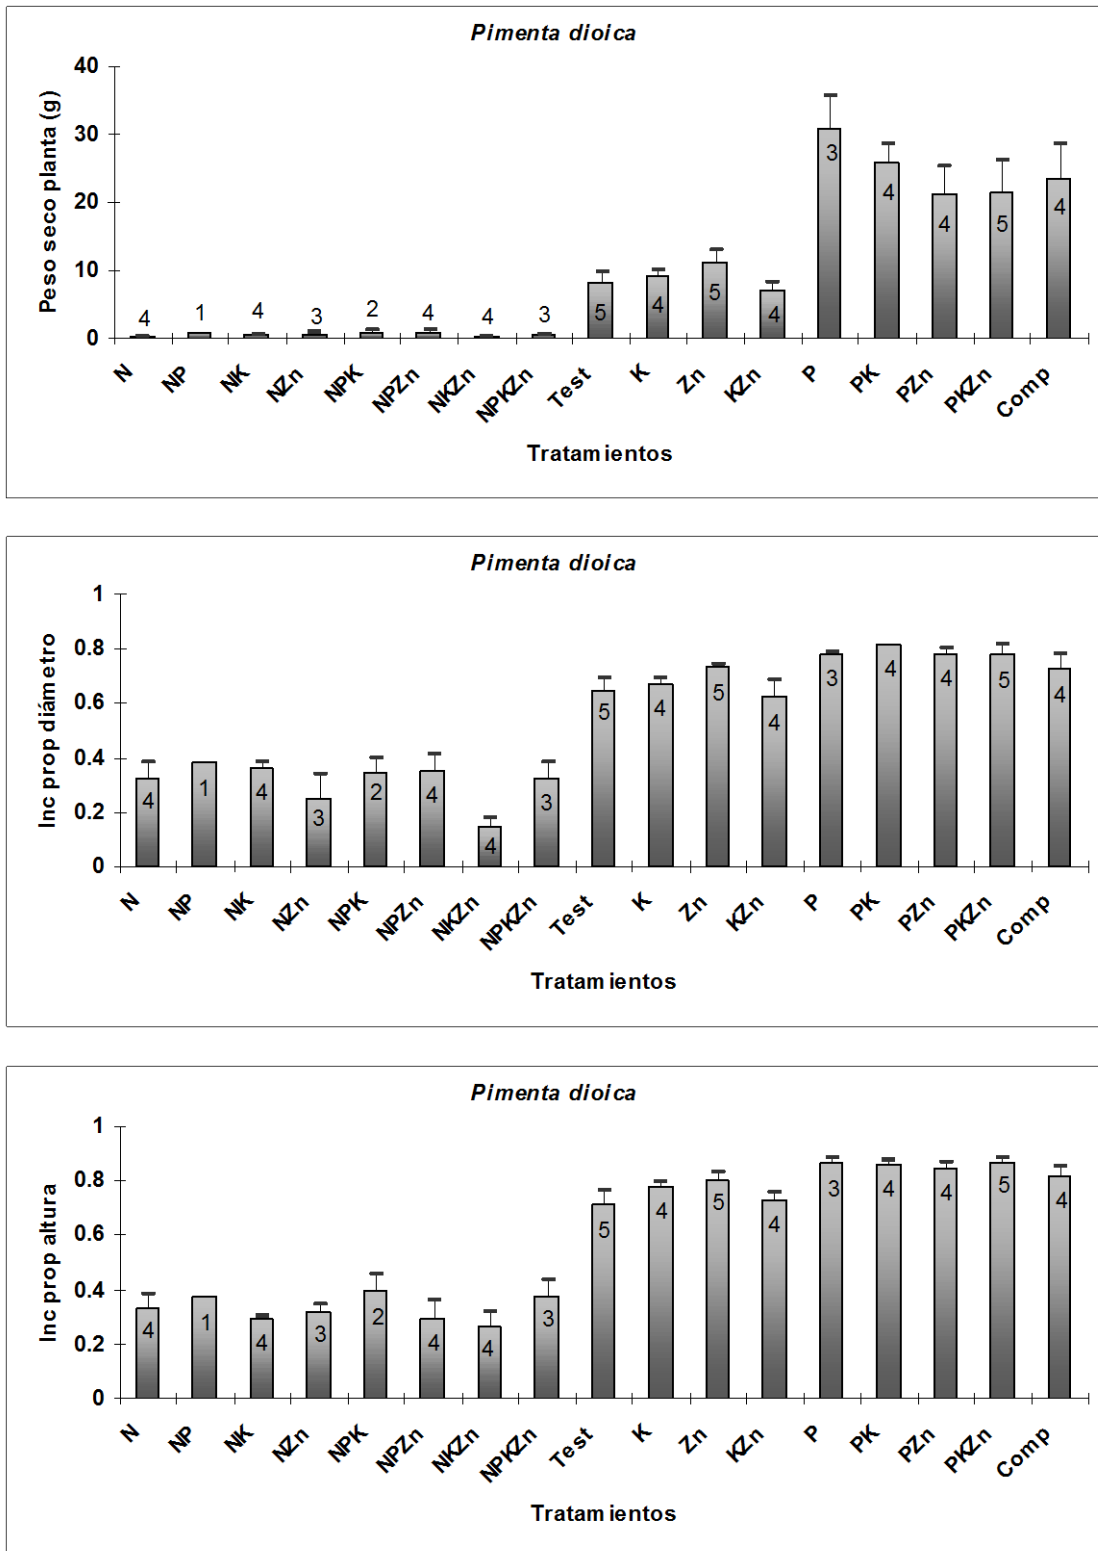 Pimenta dioica
Peso seco planta (g)
40
30
20
10
0
4 1 4 3 2 4 4 3 5 4 5 4 3 4 4 5 4
N NP NK NZn NPK NPZn NKZn NPKZn Test K Zn KZn P PK PZn PKZn Comp
Tratamientos
Pimenta dioica
Inc prop diámetro
1
0.8
0.6
0.4
0.2
0
4 1 4 3 2 4 4 3 5 4 5 4 3 4 4 5 4
N NP NK NZn NPK NPZn NKZn NPKZn Test K Zn KZn P PK PZn PKZn Comp
Tratamientos
Pimenta dioica
Inc prop altura
1
0.8
0.6
0.4
0.2
0
4 1 4 3 2 4 4 3 5 4 5 4 3 4 4 5 4
N NP NK NZn NPK NPZn NKZn NPKZn Test K Zn KZn P PK PZn PKZn Comp
Tratamientos